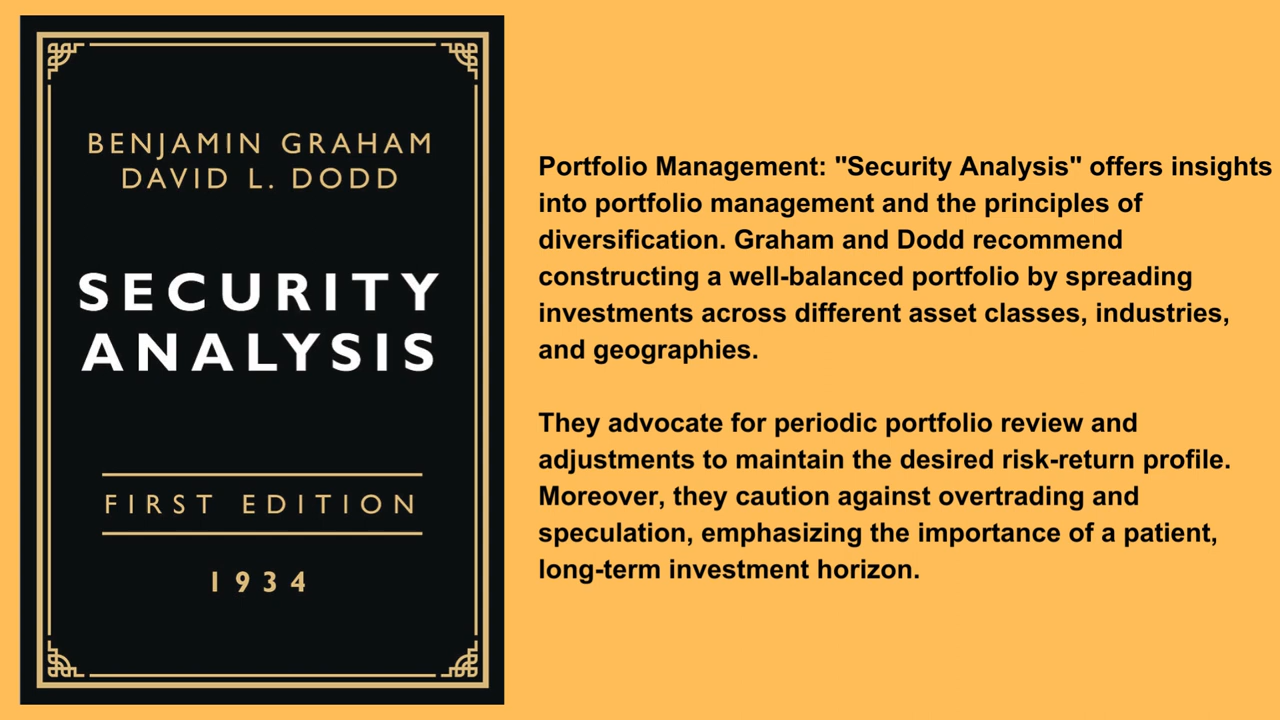 BENJAMIN GRAHAM
DAVID L. DODD
SECURITY
ANALYSIS
FIRST EDITION
1934
Portfolio Management: "Security Analysis" offers insights
into portfolio management and the principles of
diversification. Graham and Dodd recommend
constructing a well-balanced portfolio by spreading
investments across different asset classes, industries,
and geographies.
They advocate for periodic portfolio review and
adjustments to maintain the desired risk-return profile.
Moreover, they caution against overtrading and
speculation, emphasizing the importance of a patient,
long-term investment horizon.